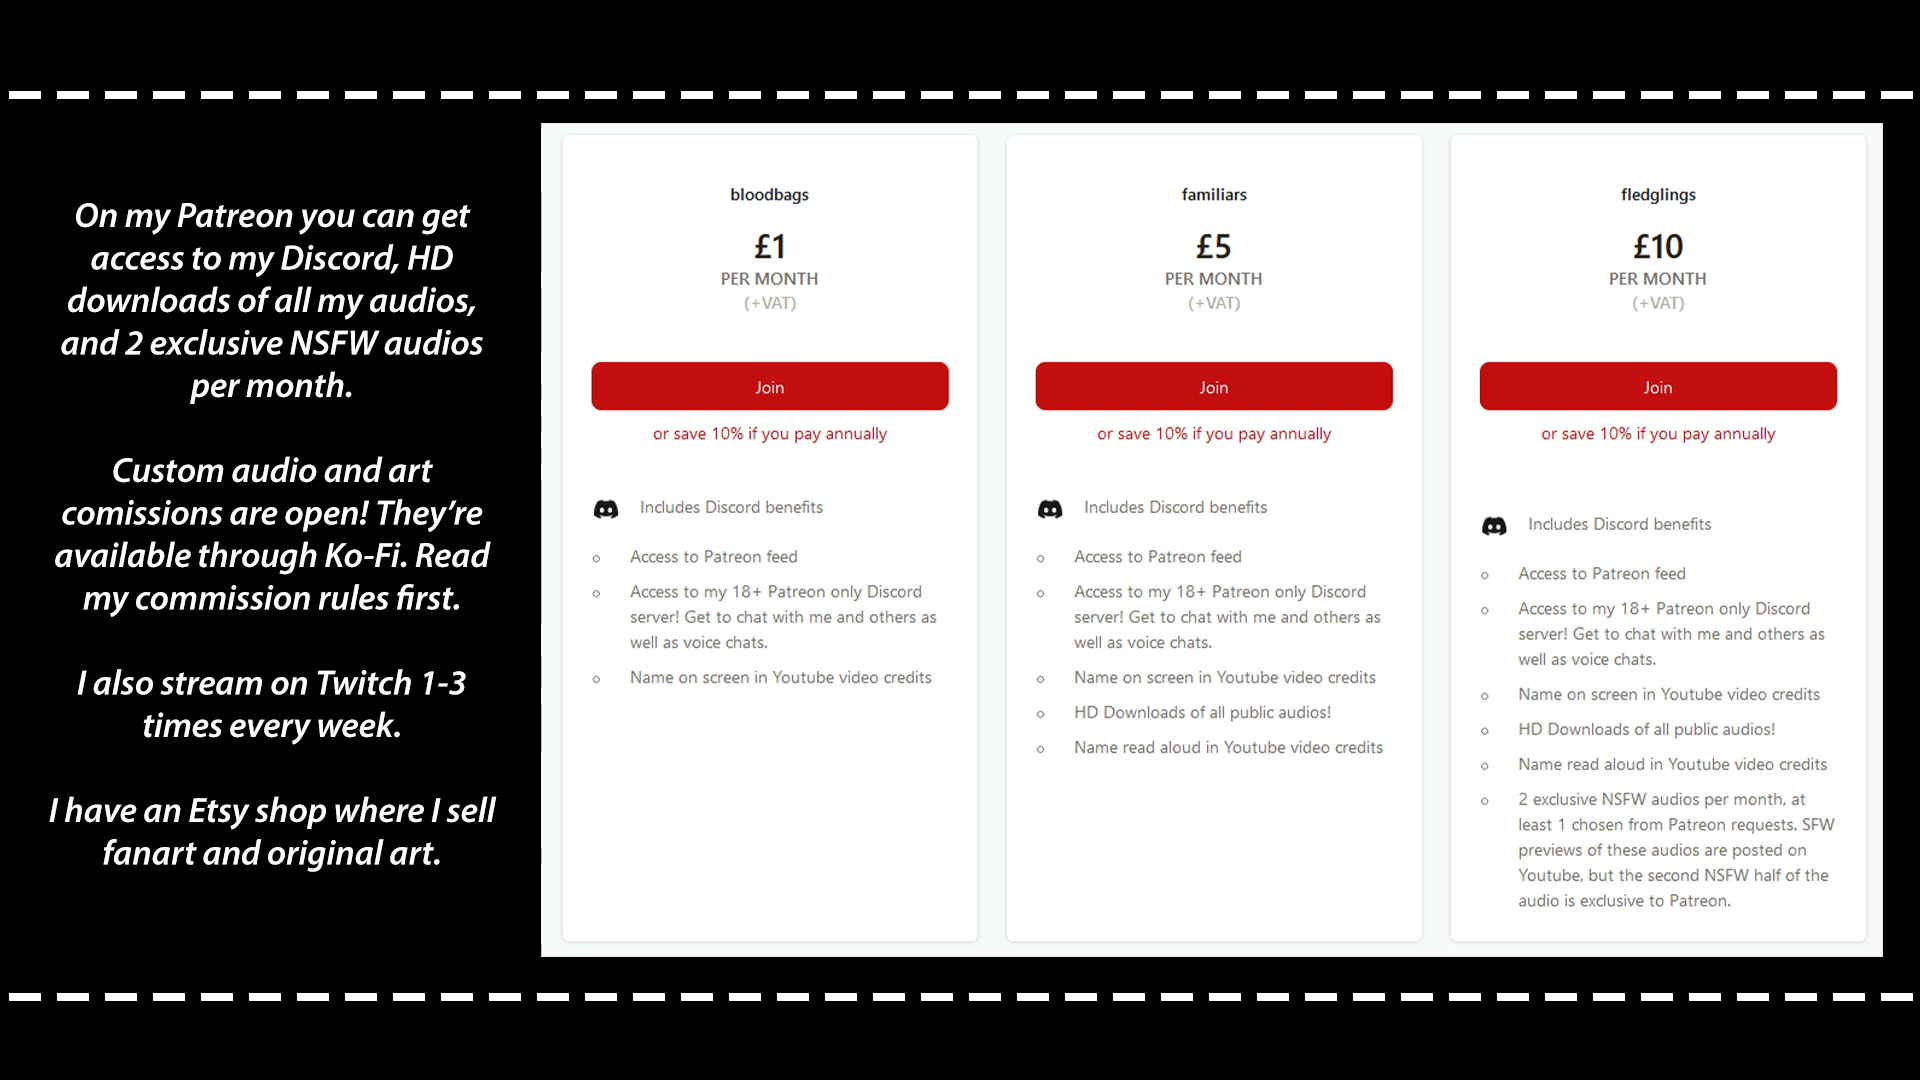 On my Patreon you can get
access to my Discord, HD
downloads of all my audios,
and 2 exclusive NSFW audios
per month.
Custom audio and art
comissions are open! They’re
available through Ko-Fi. Read
my commission rules first.
I also stream on Twitch 1-3
times every week.
I have an Etsy shop where I sell
fanart and original art.
bloodbags
£1
PER MONTH
(+VAT)
Join
or save 10% if you pay annually
Includes Discord benefits
Access to Patreon feed
Access to my 18+ Patreon only Discord
server! Get to chat with me and others as
well as voice chats.
Name on screen in Youtube video credits
familiars
£5
PER MONTH
(+VAT)
Join
or save 10% if you pay annually
Includes Discord benefits
Access to Patreon feed
Access to my 18+ Patreon only Discord
server! Get to chat with me and others as
well as voice chats.
Name on screen in Youtube video credits
HD Downloads of all public audios!
Name read aloud in Youtube video credits
fledglings
£10
PER MONTH
(+VAT)
Join
or save 10% if you pay annually
Includes Discord benefits
Access to Patreon feed
Access to my 18+ Patreon only Discord
server! Get to chat with me and others as
well as voice chats.
Name on screen in Youtube video credits
HD Downloads of all public audios!
Name read aloud in Youtube video credits
2 exclusive NSFW audios per month, at
least 1 chosen from Patreon requests. SFW
previews of these audios are posted on
Youtube, but the second NSFW half of the
audio is exclusive to Patreon.